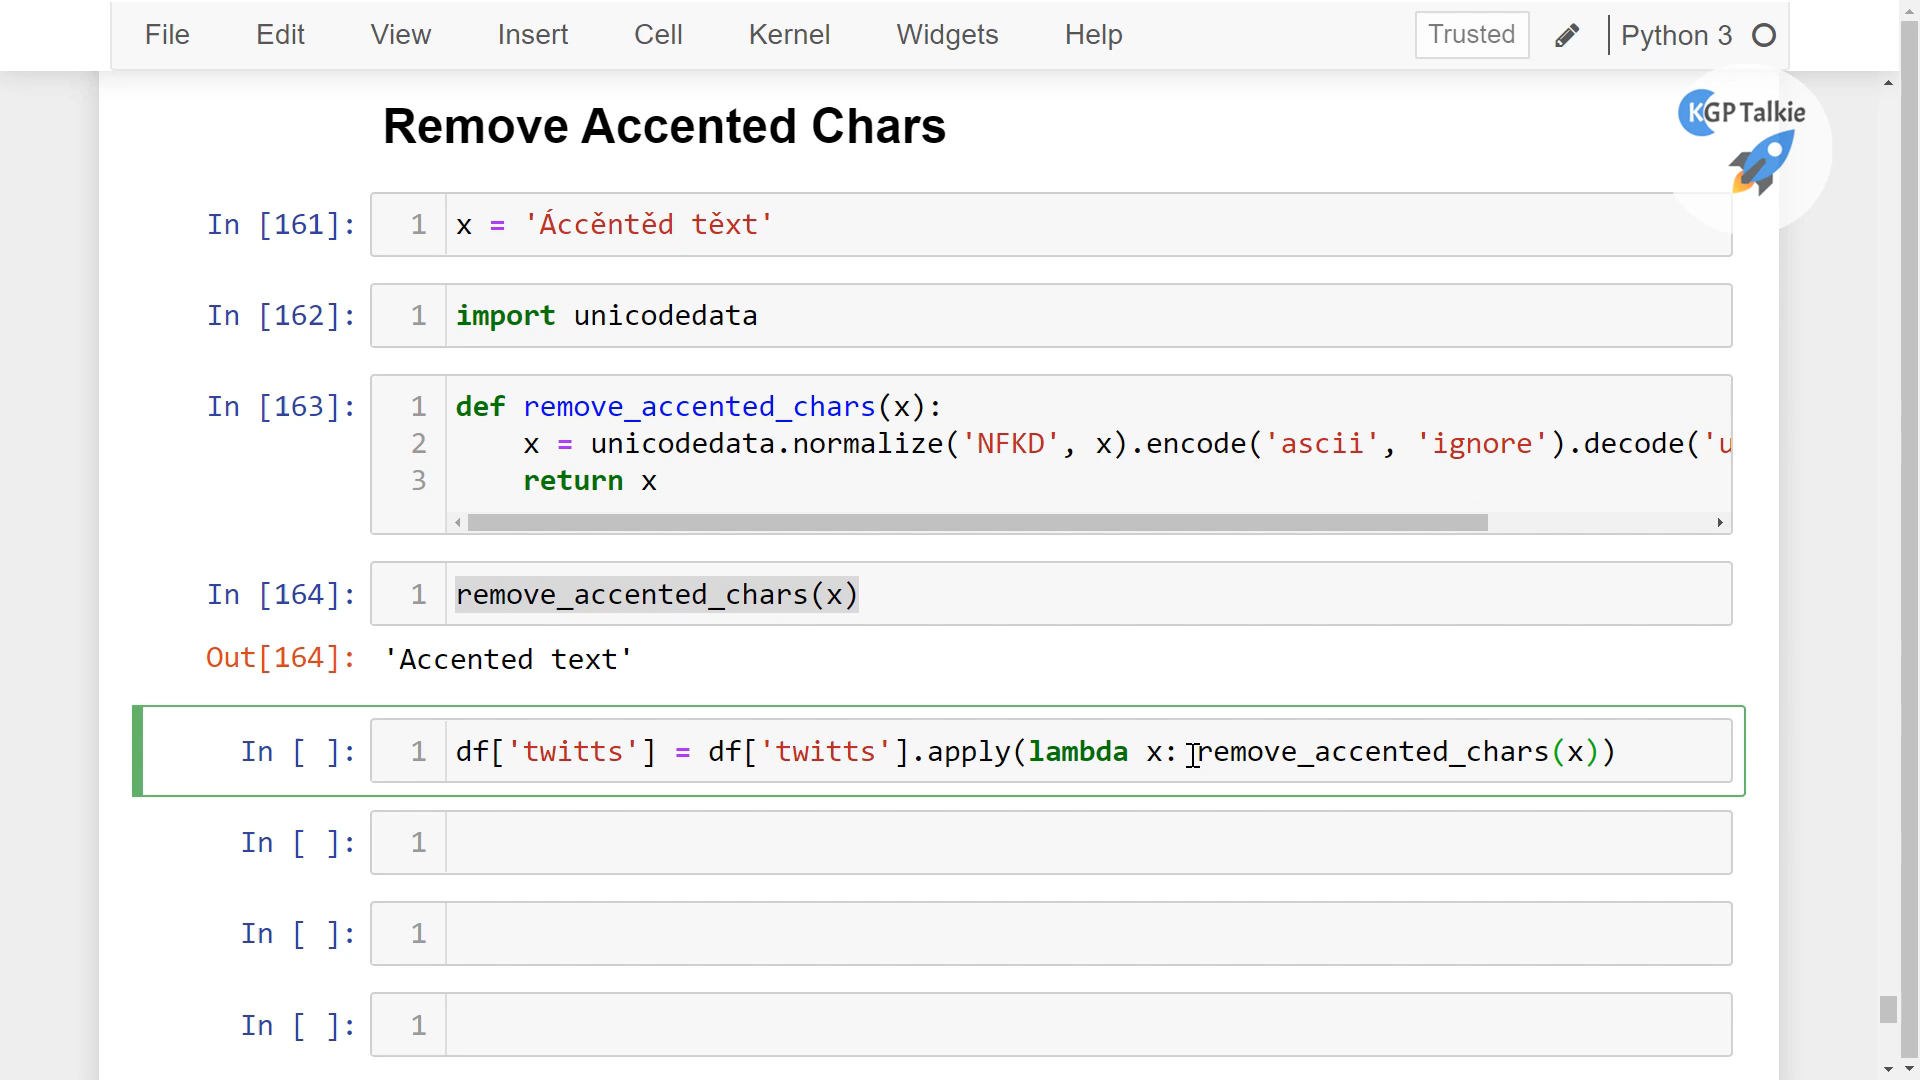 File Edit View Insert Cell Kernel Widgets Help Trusted Python 3
KGP Talkie
Remove Accented Chars
In [161]: 1 x = 'Áccěntěd těxt'
In [162]: 1 import unicodedata
In [163]: 1 def remove_accented_chars(x):
2 x = unicodedata.normalize('NFKD', x).encode('ascii', 'ignore').decode('u
3 return x
In [164]: 1 remove_accented_chars(x)
Out[164]: 'Accented text'
In [ ]: 1 df['twitts'] = df['twitts'].apply(lambda x: remove_accented_chars(x))
In [ ]: 1
In [ ]: 1
In [ ]: 1